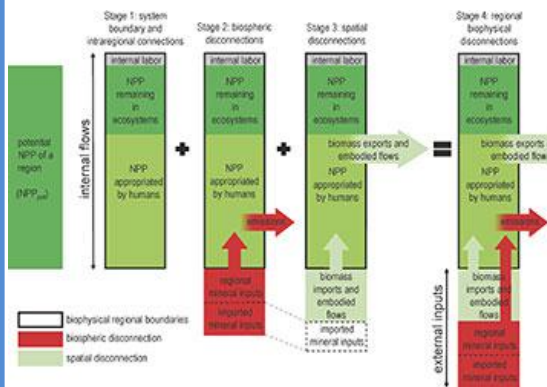 Stage 1: system
boundary and
intraregional connections
Stage 2: biospheric
disconnections
Stage 3: spatial
disconnections
Stage 4: regional
biophysical
disconnections
potential
NPP of a
region
(NPPpot)
internal flows
internal labor
NPP
remaining
in
ecosystems
NPP
appropriated
by humans
+
internal labor
NPP
remaining
in
ecosystems
NPP
appropriated
by humans
emissions
regional
mineral inputs
imported
mineral inputs
+
internal labor
NPP
remaining
in
ecosystems
biomass exports and
embodied flows
NPP
appropriated
by humans
biomass
imports and
embodied
flows
imported
mineral inputs
=
internal labor
NPP
remaining
in
ecosystems
biomass exports
embodied flow
NPP
appropriated
by humans
emissions
biomass
imports and
embodied
flows
regional
mineral inputs
imported
mineral inputs
external inputs
biophysical regional boundaries
biospheric disconnection
spatial disconnection